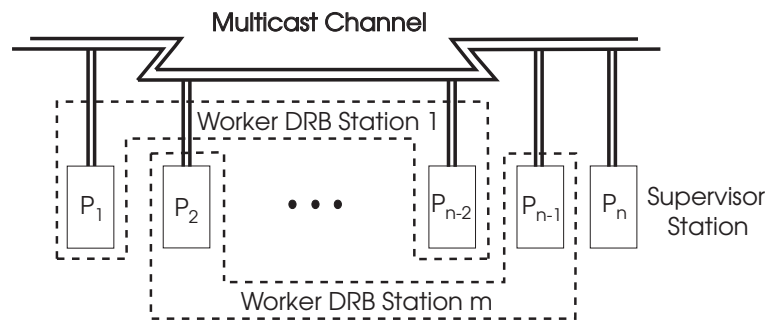 Multicast Channel
Worker DRB Station 1
P1
P2
• • •
Pn-2
Pn-1
Pn
Supervisor
Station
Worker DRB Station m